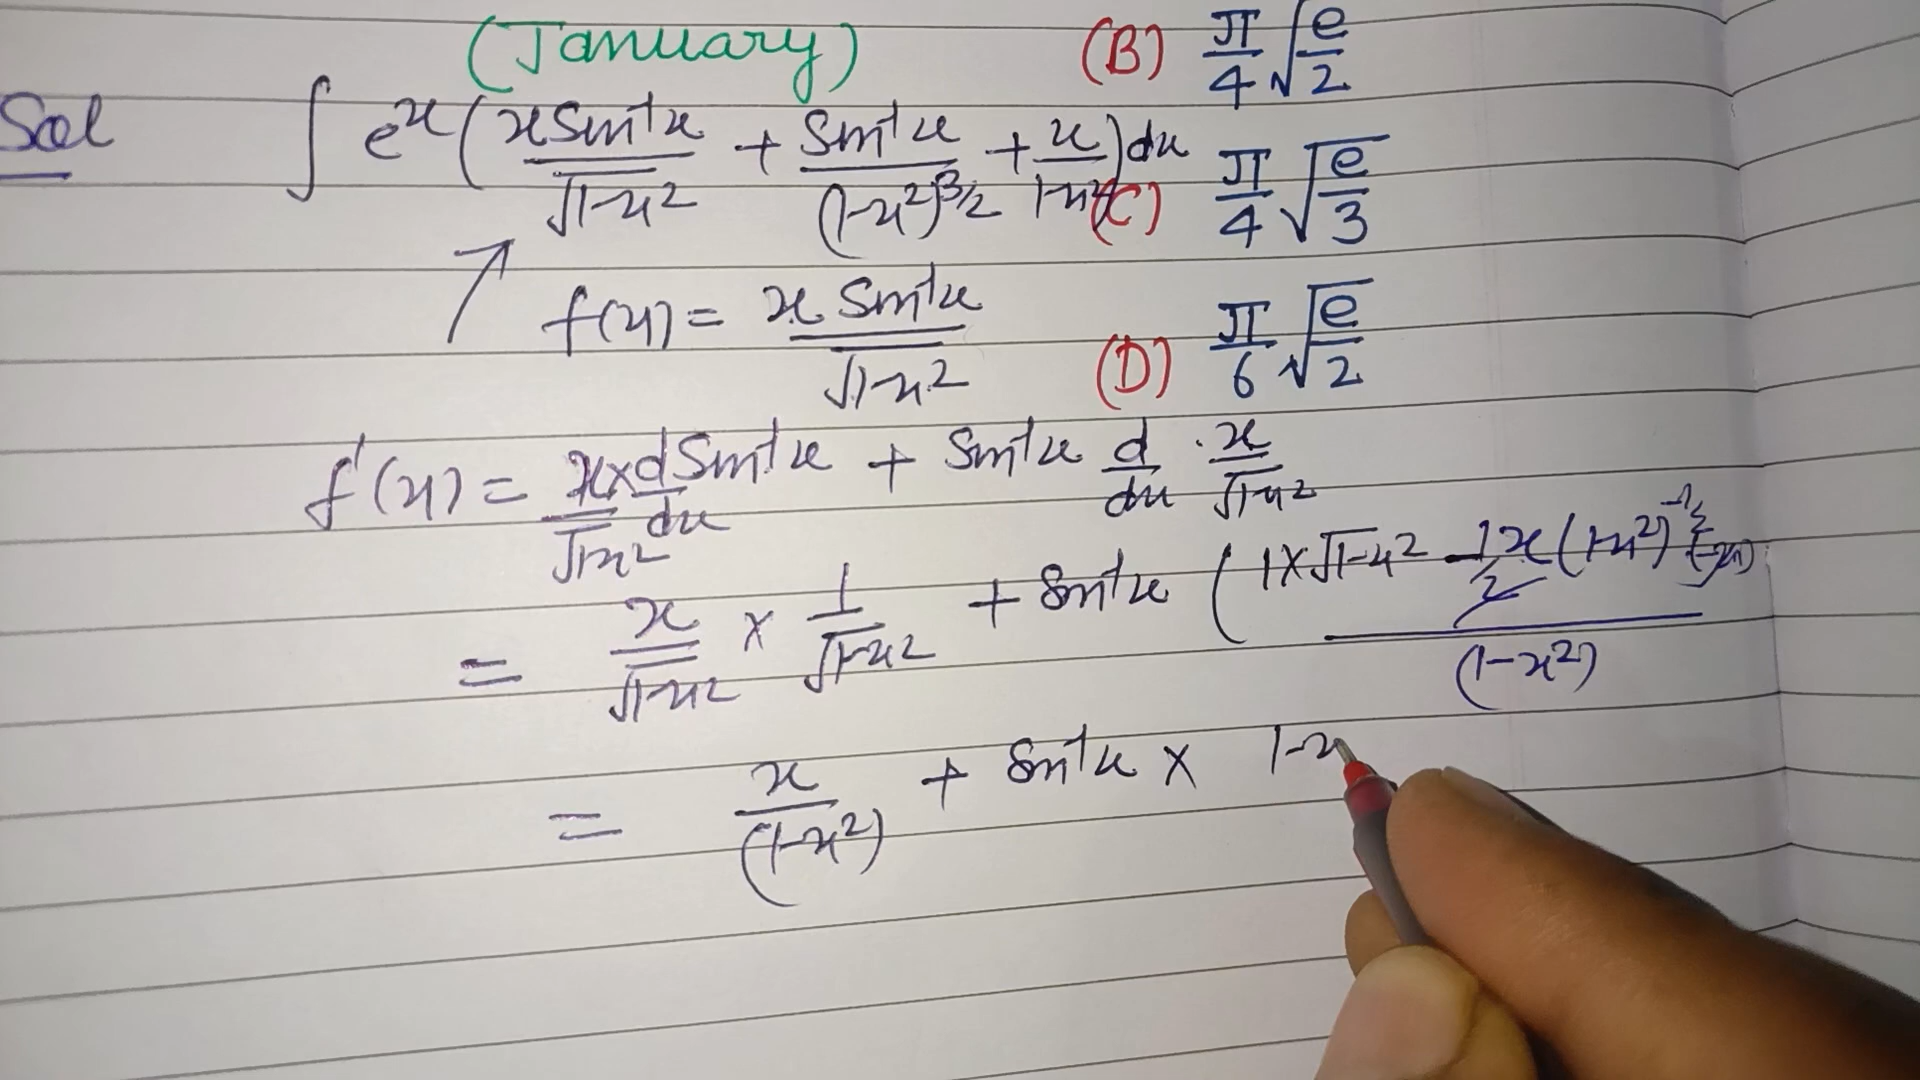 (January) (B) π/4 √(e/2)
Sol ∫ eˣ (x Sin⁻¹x / √1-x² + Sin⁻¹x / (1-x²)^3/2 + x / 1-x²) dx
(C) π/4 √(e/3)
f(x) = x Sin⁻¹x / √1-x²
(D) π/6 √(e/2)
f'(x) = x / √1-x² × d/dx Sin⁻¹x + Sin⁻¹x d/dx · x / √1-x²
= x / √1-x² × 1 / √1-x² + Sin⁻¹x ( 1×√1-x² - 1/2 x (1-x²)^-1/2 (-2x) / (1-x²)
= x / (1-x²) + Sin⁻¹x × 1-x